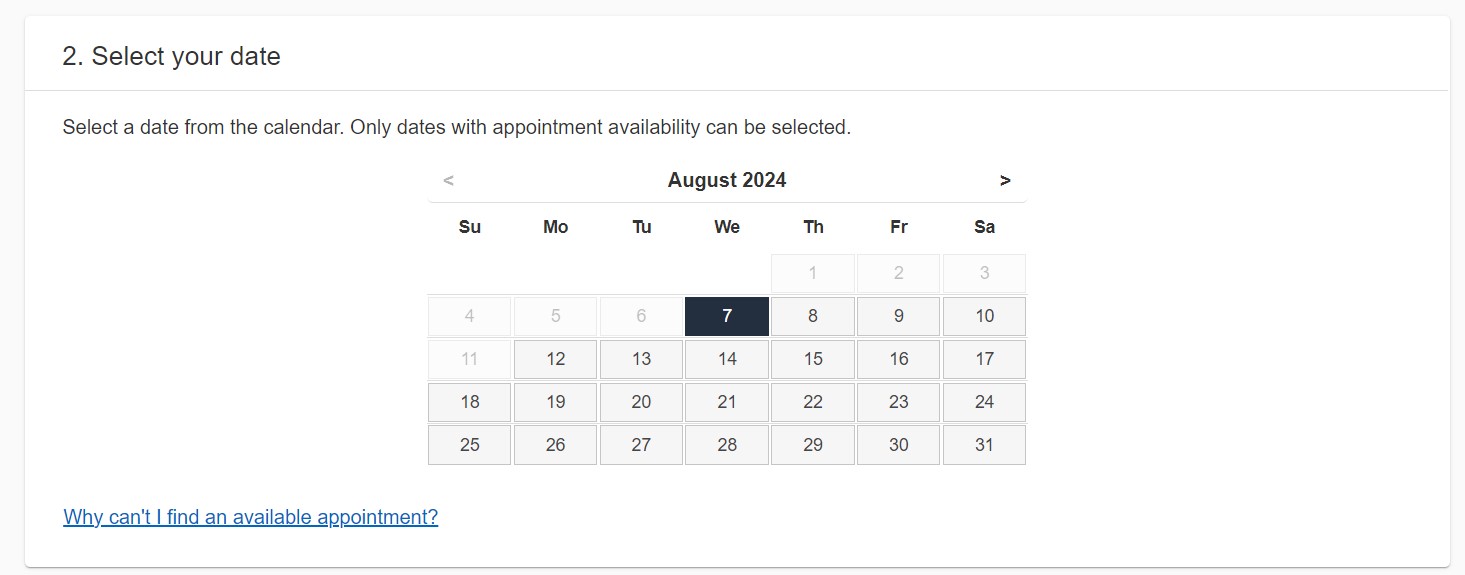 2. Select your date
Select a date from the calendar. Only dates with appointment availability can be selected.
< August 2024 >
Su Mo Tu We Th Fr Sa
1 2 3
4 5 6 7 8 9 10
11 12 13 14 15 16 17
18 19 20 21 22 23 24
25 26 27 28 29 30 31
Why can't I find an available appointment?